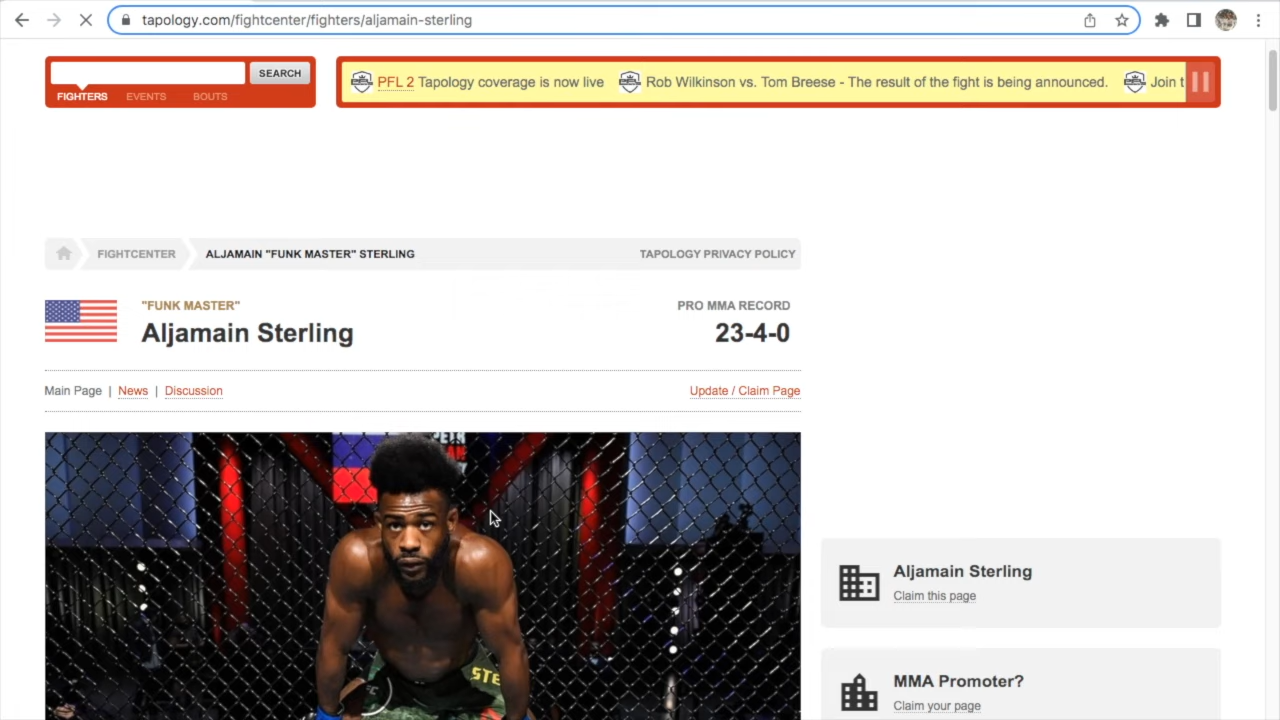 tapology.com/fightcenter/fighters/aljamain-sterling
SEARCH
FIGHTERS EVENTS BOUTS
PFL 2 Tapology coverage is now live Rob Wilkinson vs. Tom Breese - The result of the fight is being announced. Join t
FIGHTCENTER ALJAMAIN "FUNK MASTER" STERLING TAPOLOGY PRIVACY POLICY
"FUNK MASTER" PRO MMA RECORD
Aljamain Sterling 23-4-0
Main Page | News | Discussion Update / Claim Page
STE
Aljamain Sterling
Claim this page
MMA Promoter?
Claim your page